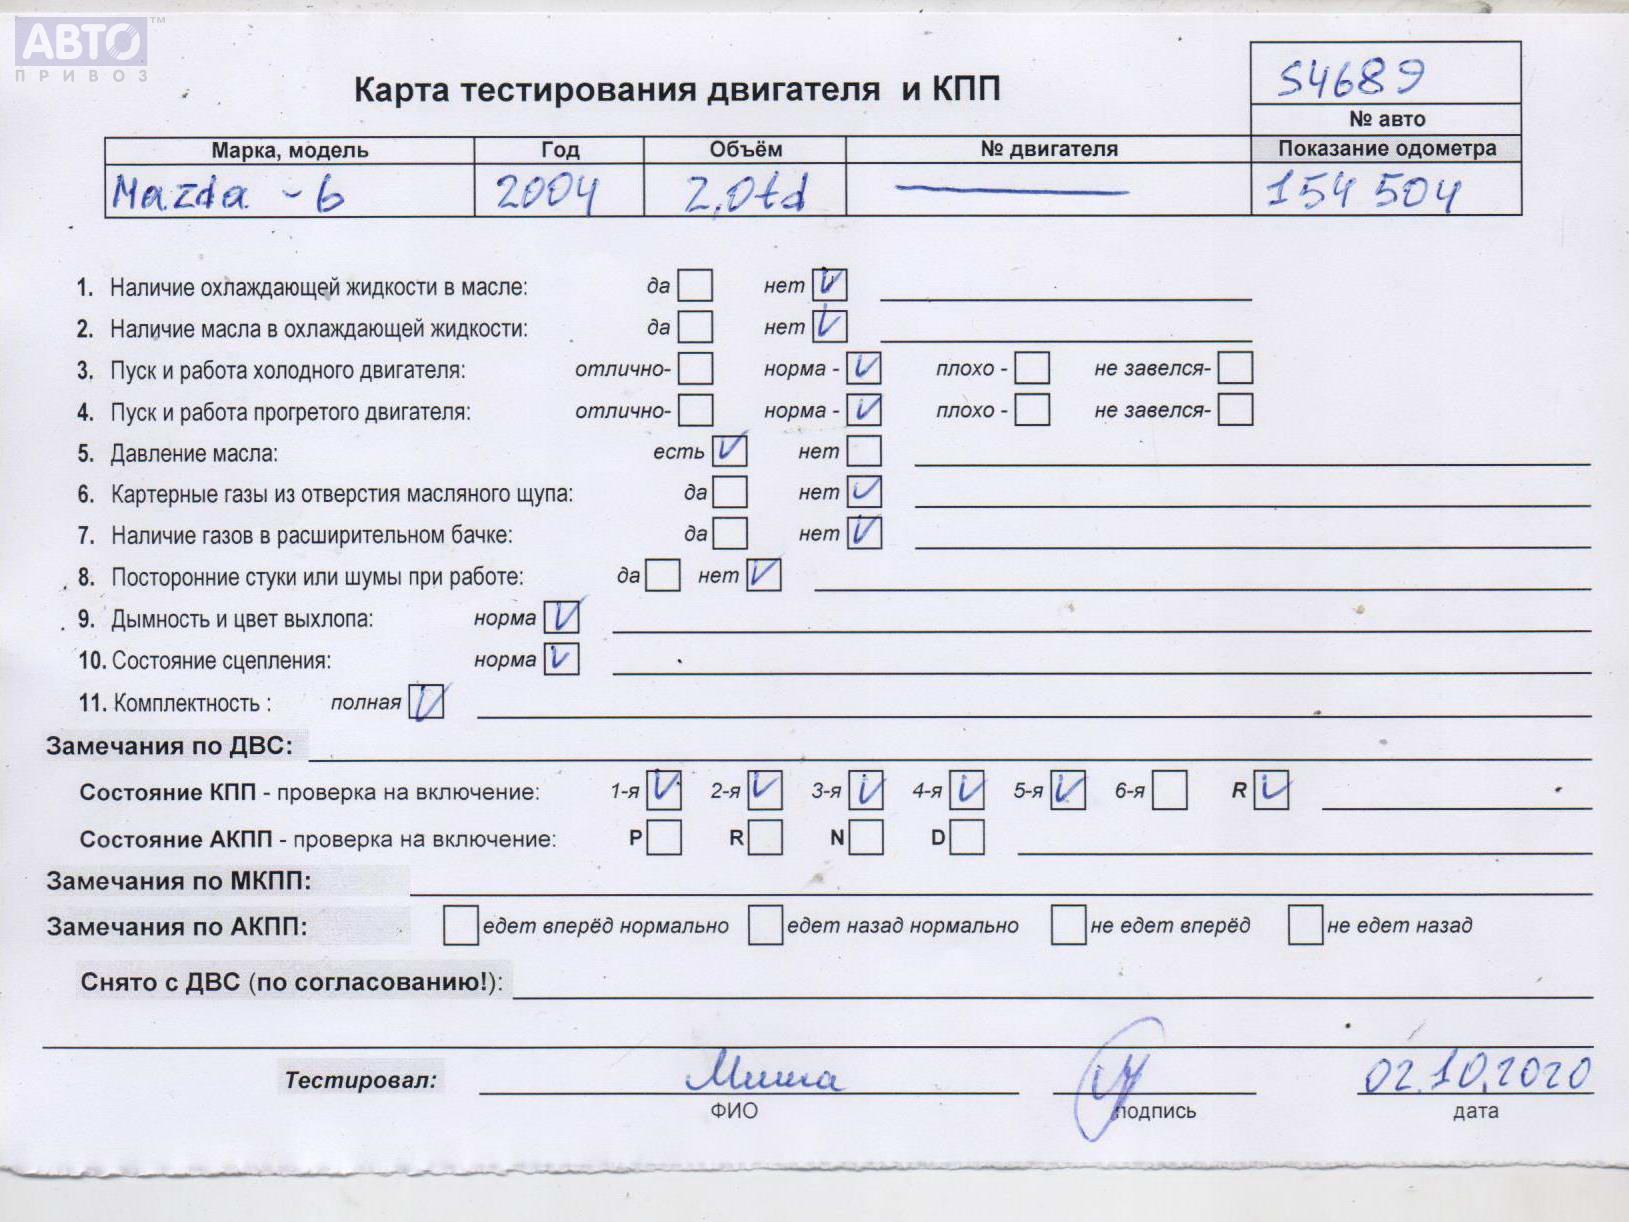 АВТО™
ПРИВОЗ
54689
Карта тестирования двигателя и КПП
№ авто
Марка, модель Год Объём № двигателя Показание одометра
Mazda - 6 2004 2,0td 154 504
1. Наличие охлаждающей жидкости в масле: да нет
2. Наличие масла в охлаждающей жидкости: да нет
3. Пуск и работа холодного двигателя: отлично- норма - плохо - не завелся-
4. Пуск и работа прогретого двигателя: отлично- норма - плохо - не завелся-
5. Давление масла: есть нет
6. Картерные газы из отверстия масляного щупа: да нет
7. Наличие газов в расширительном бачке: да нет
8. Посторонние стуки или шумы при работе: да нет
9. Дымность и цвет выхлопа: норма
10. Состояние сцепления: норма
11. Комплектность : полная
Замечания по ДВС:
Состояние КПП - проверка на включение: 1-я 2-я 3-я 4-я 5-я 6-я R
Состояние АКПП - проверка на включение: P R N D
Замечания по МКПП:
Замечания по АКПП: едет вперёд нормально едет назад нормально не едет вперёд не едет назад
Снято с ДВС (по согласованию!):
Тестировал: Миша 02.10.2020
ФИО подпись дата